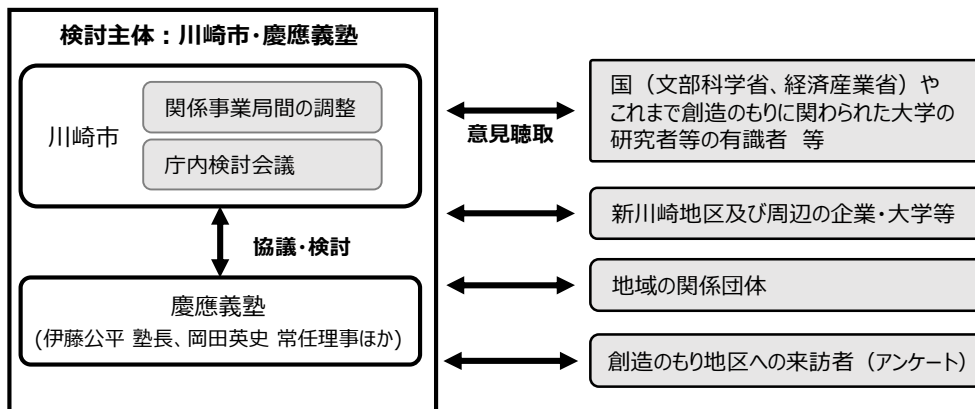 検討主体：川崎市･慶應義塾
川崎市
関係事業局間の調整
庁内検討会議
協議･検討
慶應義塾
(伊藤公平 塾長、岡田英史 常任理事ほか)
意見聴取
国（文部科学省、経済産業省）や
これまで創造のもりに関わられた大学の
研究者等の有識者 等
新川崎地区及び周辺の企業･大学等
地域の関係団体
創造のもり地区への来訪者（アンケート）